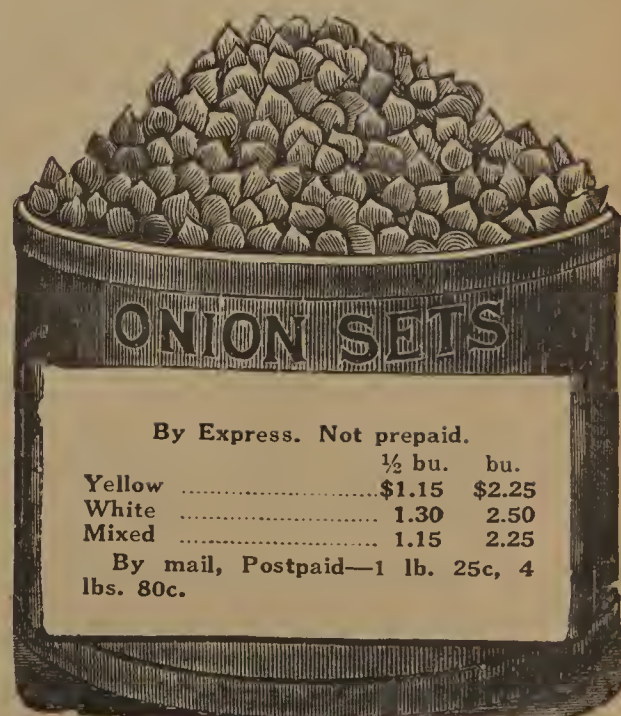 ONION SETS
By Express. Not prepaid.
½ bu. bu.
Yellow ........................ $1.15 $2.25
White ........................ 1.30 2.50
Mixed ........................ 1.15 2.25
By mail, Postpaid—1 lb. 25c, 4
lbs. 80c.